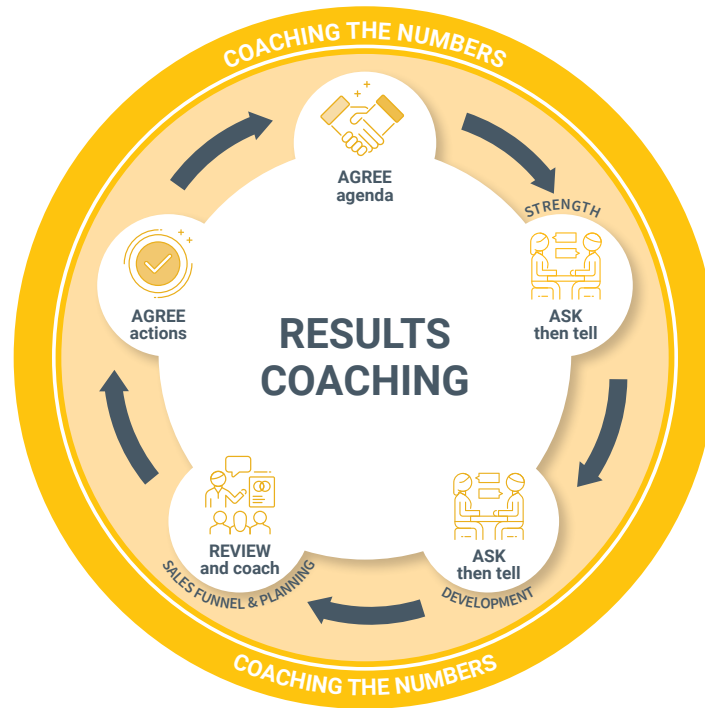 COACHING THE NUMBERS
AGREE
agenda
STRENGTH
ASK
then tell
ASK
then tell
DEVELOPMENT
REVIEW
and coach
SALES FUNNEL & PLANNING
AGREE
actions
RESULTS
COACHING
COACHING THE NUMBERS